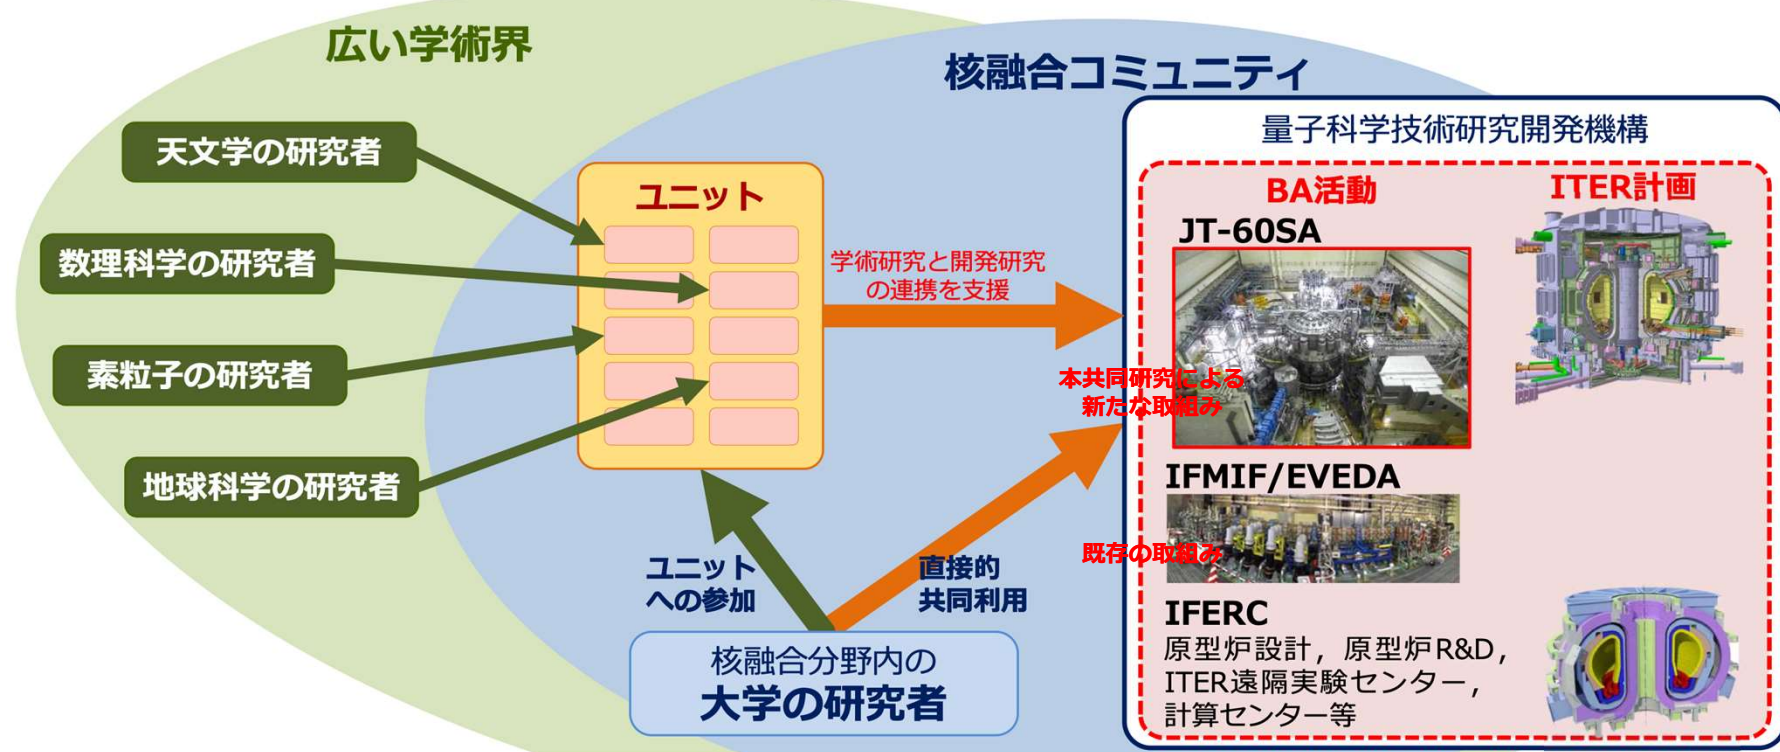 広い学術界
核融合コミュニティ
天文学の研究者
数理科学の研究者
素粒子の研究者
地球科学の研究者
ユニット
学術研究と開発研究
の連携を支援
本共同研究による
新たな取組み
既存の取組み
ユニット
への参加
直接的
共同利用
核融合分野内の
大学の研究者
量子科学技術研究開発機構
BA活動
ITER計画
JT-60SA
IFMIF/EVEDA
IFERC
原型炉設計，原型炉R&D，
ITER遠隔実験センター，
計算センター等